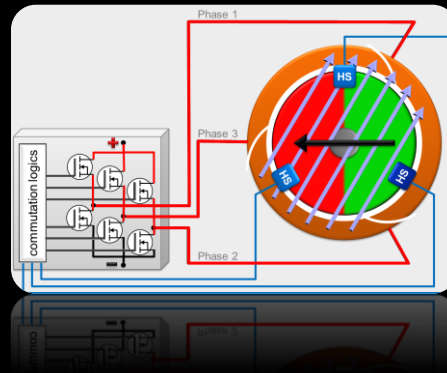 Phase 1
HS
Phase 3
+
commutation logics
HS
HS
Phase 2
−